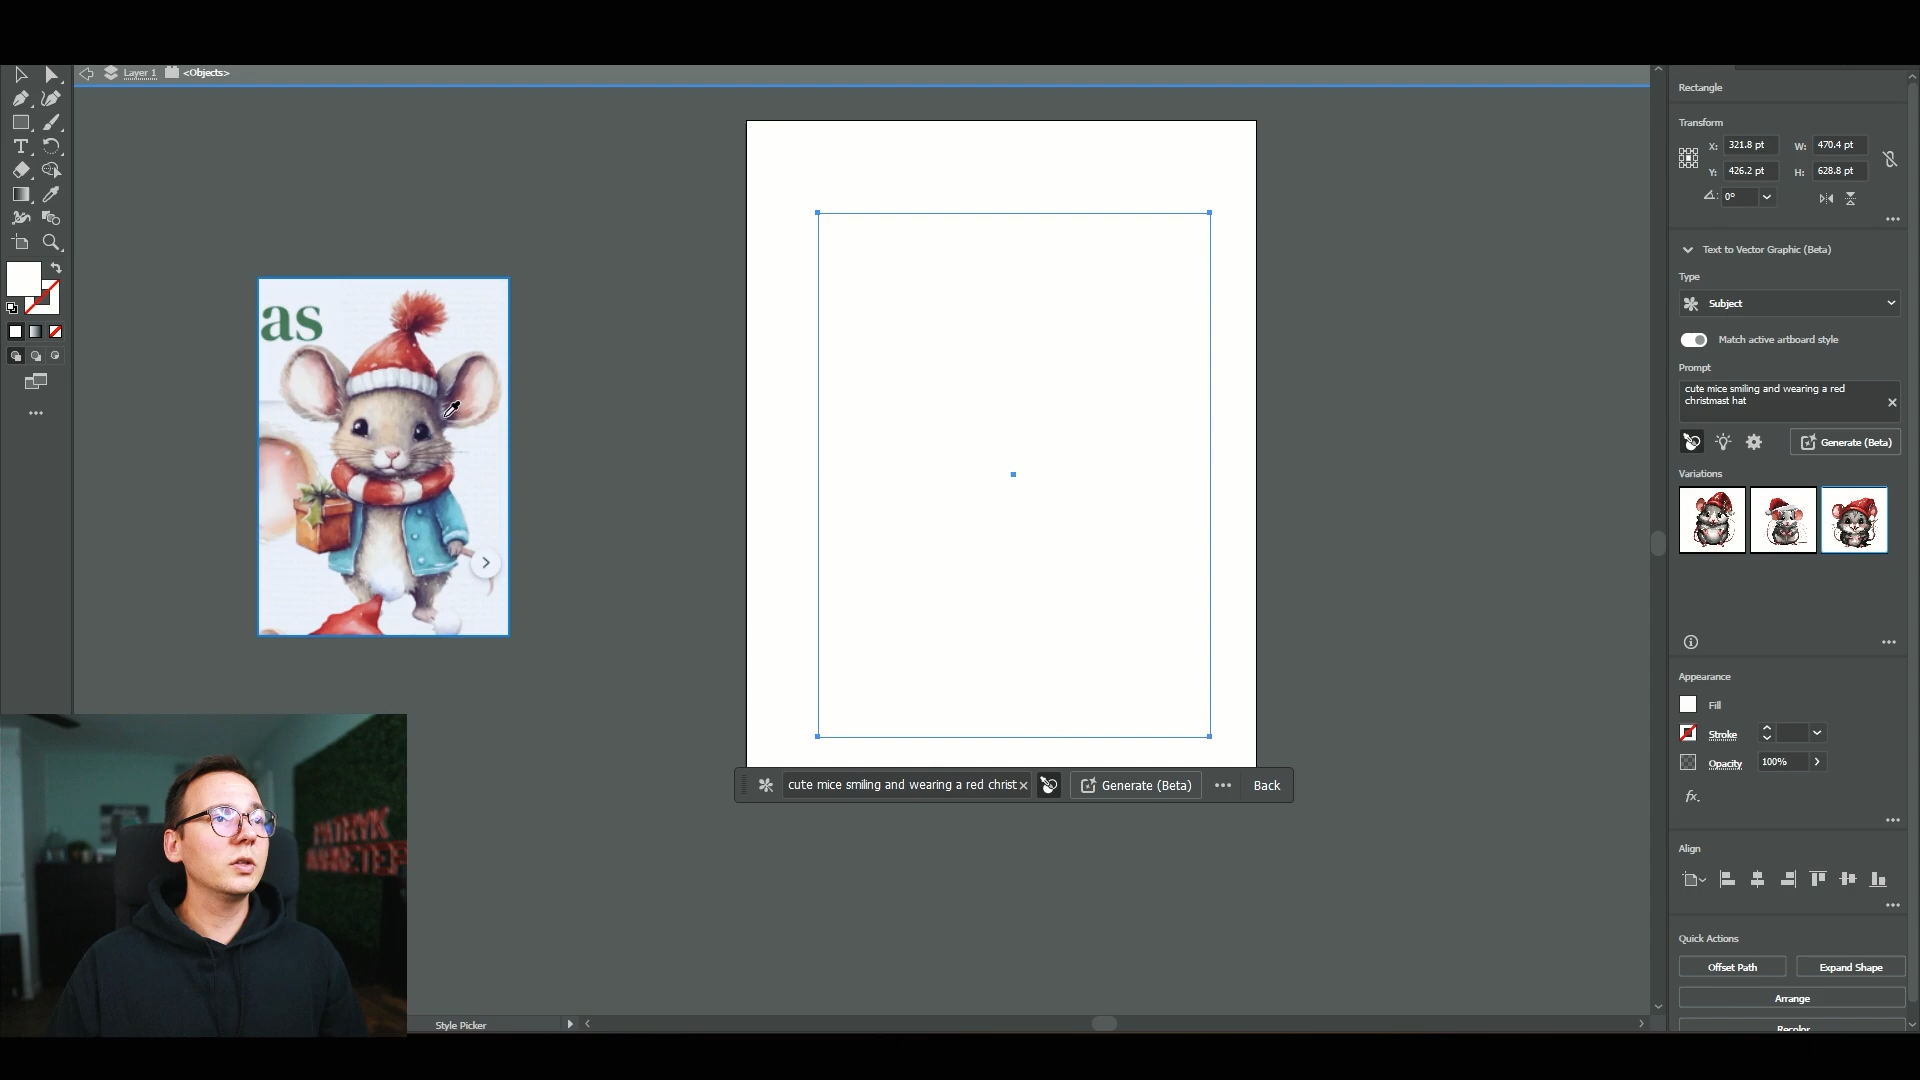 Layer 1 <Objects>
Rectangle
Transform
X: 321.8 pt W: 470.4 pt
Y: 426.2 pt H: 628.8 pt
0°
Text to Vector Graphic (Beta)
Type
Subject
Match active artboard style
Prompt
cute mice smiling and wearing a red
christmast hat
Generate (Beta)
Variations
as
Appearance
Fill
Stroke
Opacity 100%
fx.
cute mice smiling and wearing a red christ Generate (Beta) Back
Align
PATRYK
Quick Actions
Offset Path Expand Shape
Arrange
Recolor
Style Picker